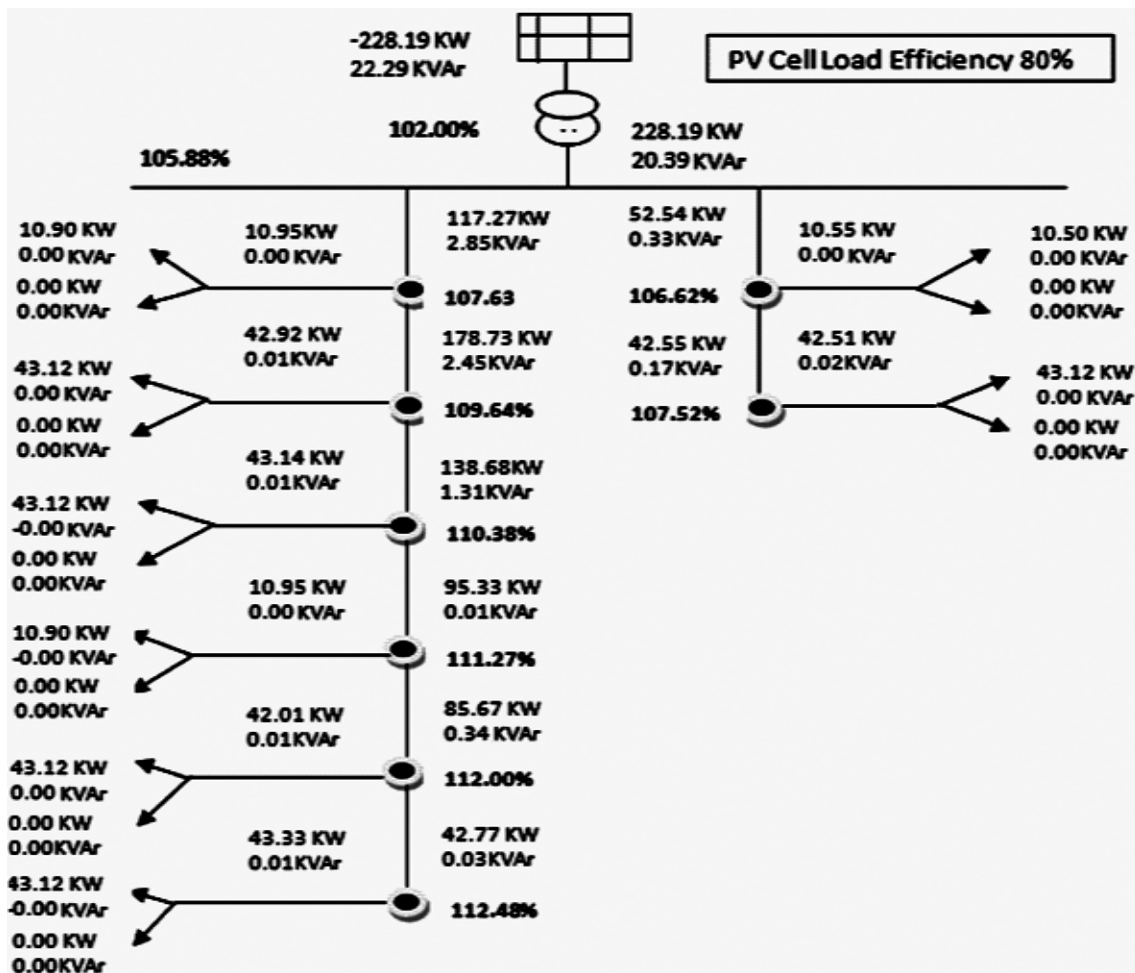 -228.19 KW
22.29 KVAr
PV Cell Load Efficiency 80%
102.00%
228.19 KW
20.39 KVAr
105.88%
10.90 KW
0.00 KVAr
0.00 KW
0.00KVAr
10.95KW
0.00 KVAr
117.27KW
2.85KVAr
107.63
52.54 KW
0.33 KVAr
106.62%
10.55 KW
0.00 KVAr
10.50 KW
0.00 KVAr
0.00 KW
0.00KVAr
43.12 KW
0.00 KVAr
0.00 KW
0.00KVAr
42.92 KW
0.01KVAr
178.73 KW
2.45KVAr
109.64%
42.55 KW
0.17KVAr
107.52%
42.51 KW
0.02KVAr
43.12 KW
0.00 KVAr
0.00 KW
0.00KVAr
43.12 KW
-0.00 KVAr
0.00 KW
0.00KVAr
43.14 KW
0.01KVAr
138.68KW
1.31KVAr
110.38%
10.90 KW
-0.00 KVAr
0.00 KW
0.00KVAr
10.95 KW
0.00 KVAr
95.33 KW
0.01KVAr
111.27%
43.12 KW
0.00 KVAr
0.00 KW
0.00KVAr
42.01 KW
0.01KVAr
85.67 KW
0.34 KVAr
112.00%
43.12 KW
-0.00 KVAr
0.00 KW
0.00KVAr
43.33 KW
0.01KVAr
42.77 KW
0.03KVAr
112.48%